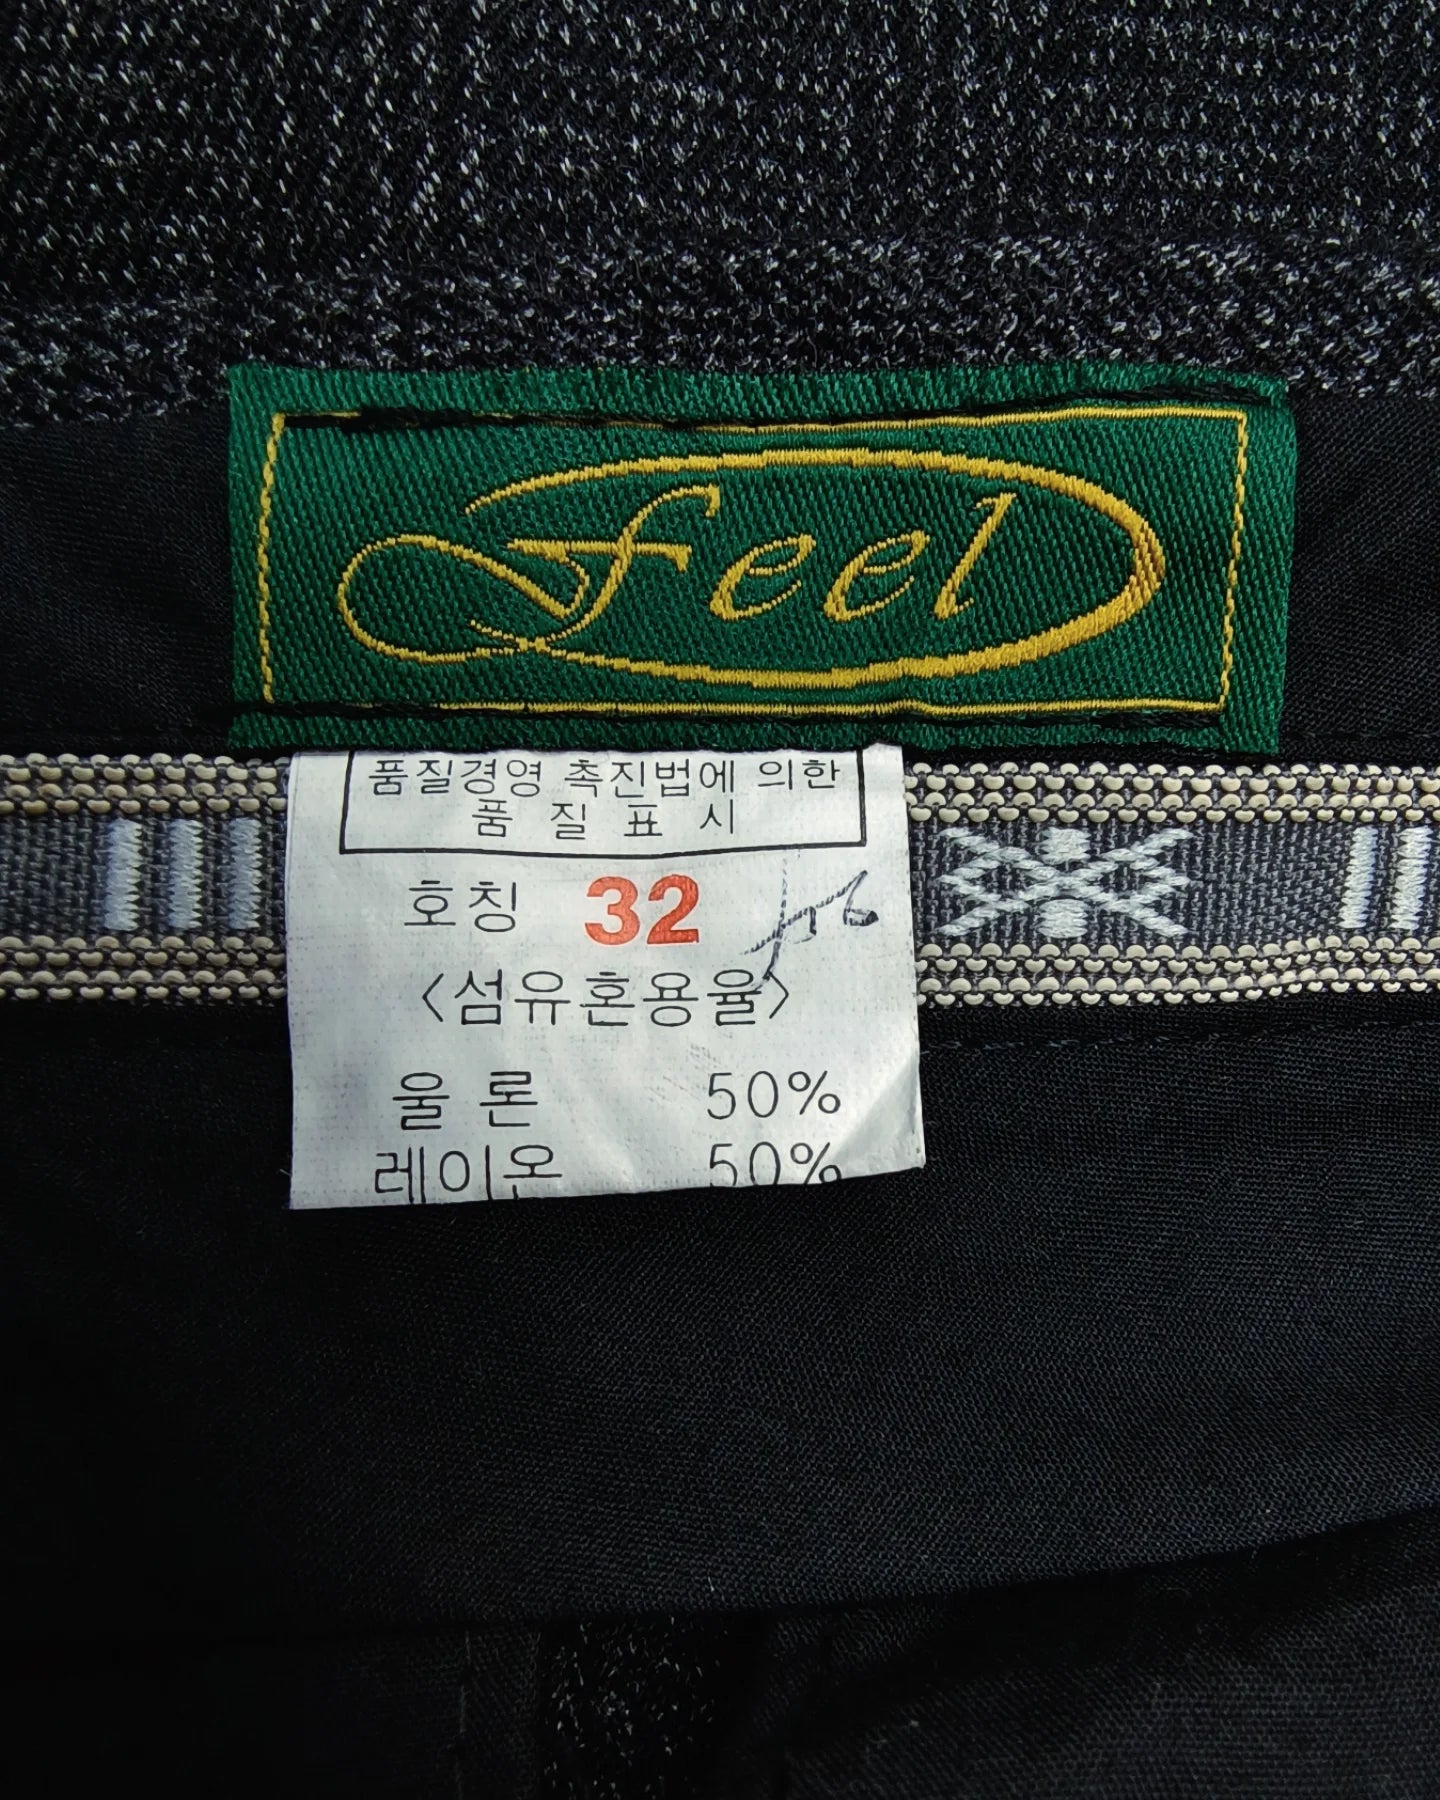 Feel
품질경영 촉진법에 의한
품 질 표 시
호칭 32
<섬유혼용율>
울 론 50%
레이온 50%